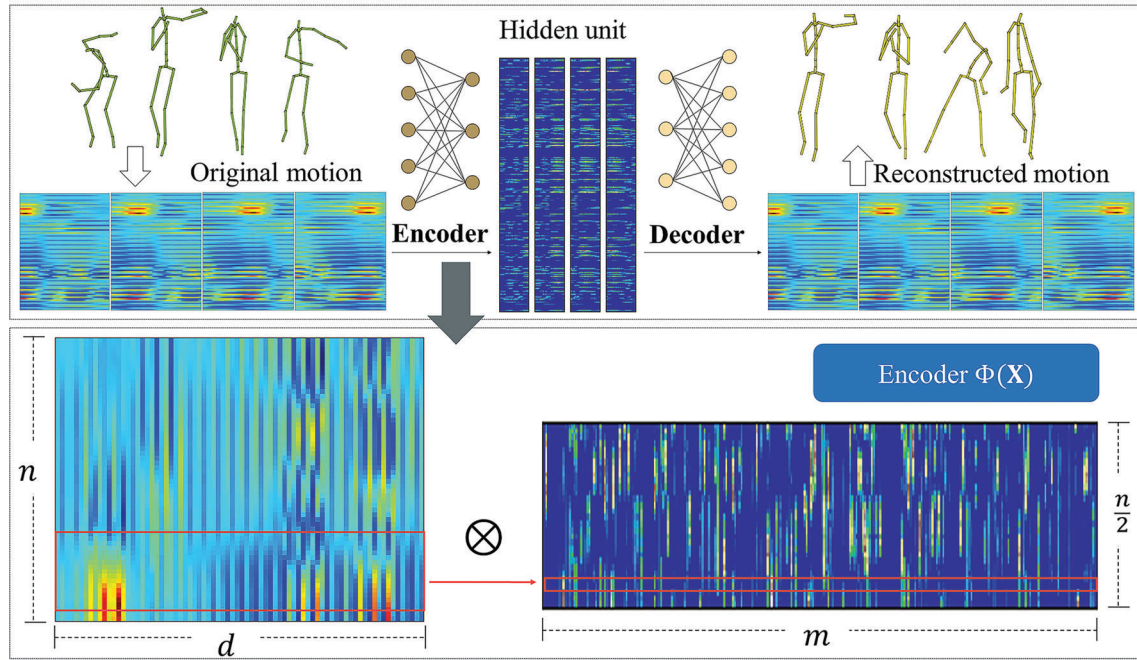 Hidden unit
Original motion
Reconstructed motion
Encoder
Decoder
Encoder Φ(X)
n
n/2
d
m